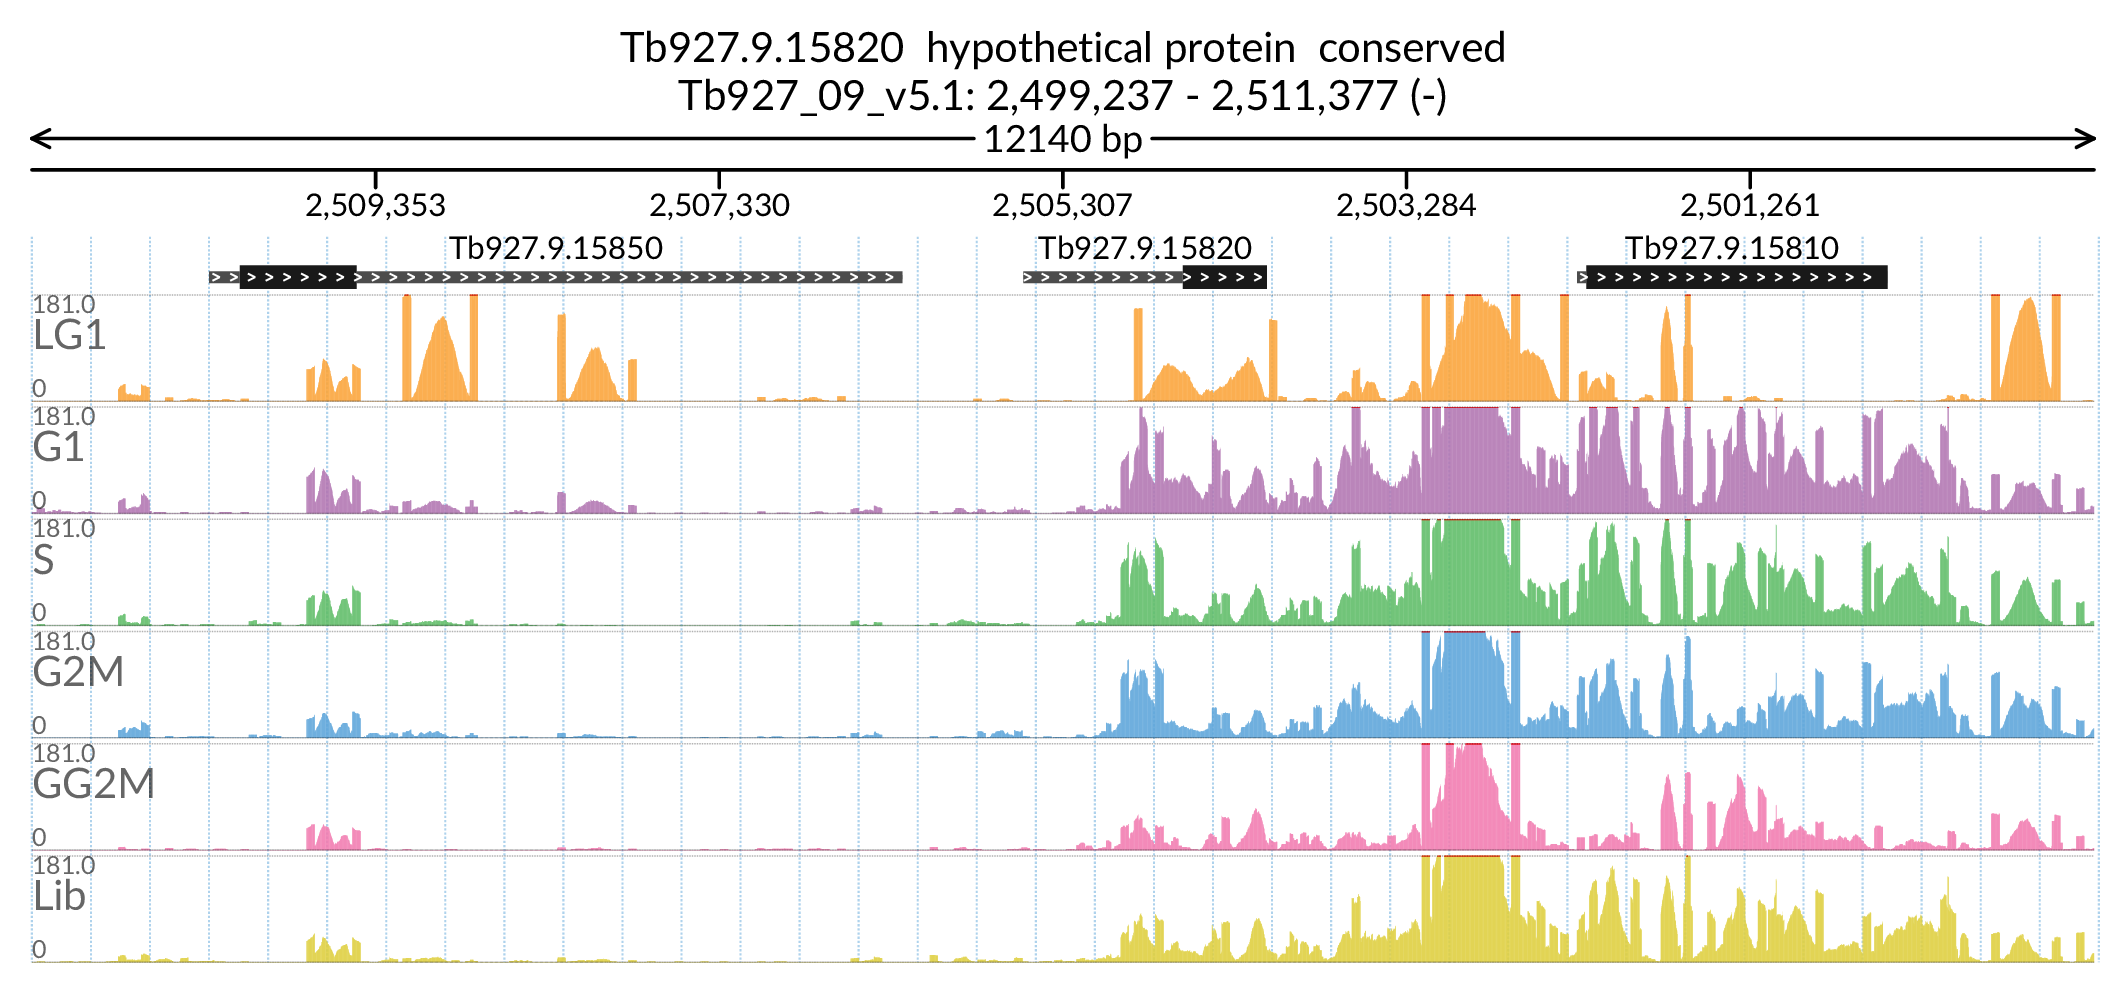 Tb927.9.15820 hypothetical protein conserved
Tb927_09_v5.1: 2,499,237 - 2,511,377 (-)
12140 bp
2,509,353 2,507,330 2,505,307 2,503,284 2,501,261
Tb927.9.15850 Tb927.9.15820 Tb927.9.15810
181.0
LG1
0
181.0
G1
0
181.0
S
0
181.0
G2M
0
181.0
GG2M
0
181.0
Lib
0